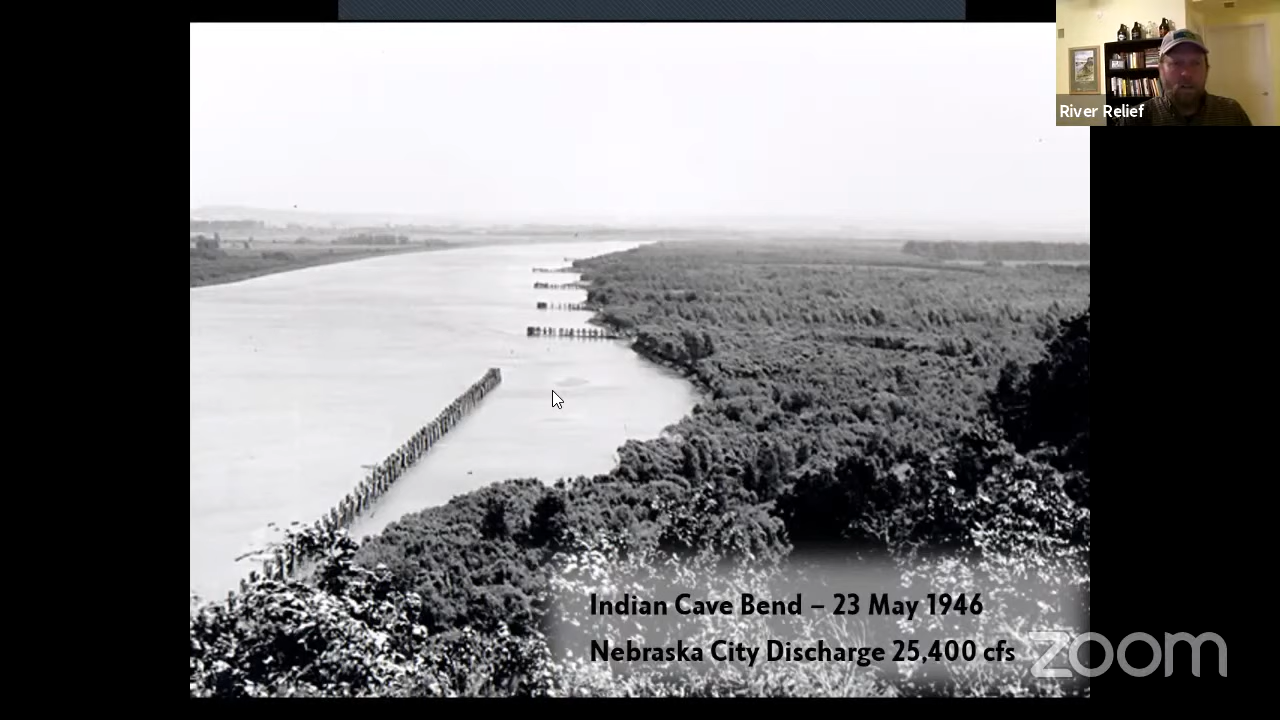 River Relief
Indian Cave Bend – 23 May 1946
Nebraska City Discharge 25,400 cfs
zoom